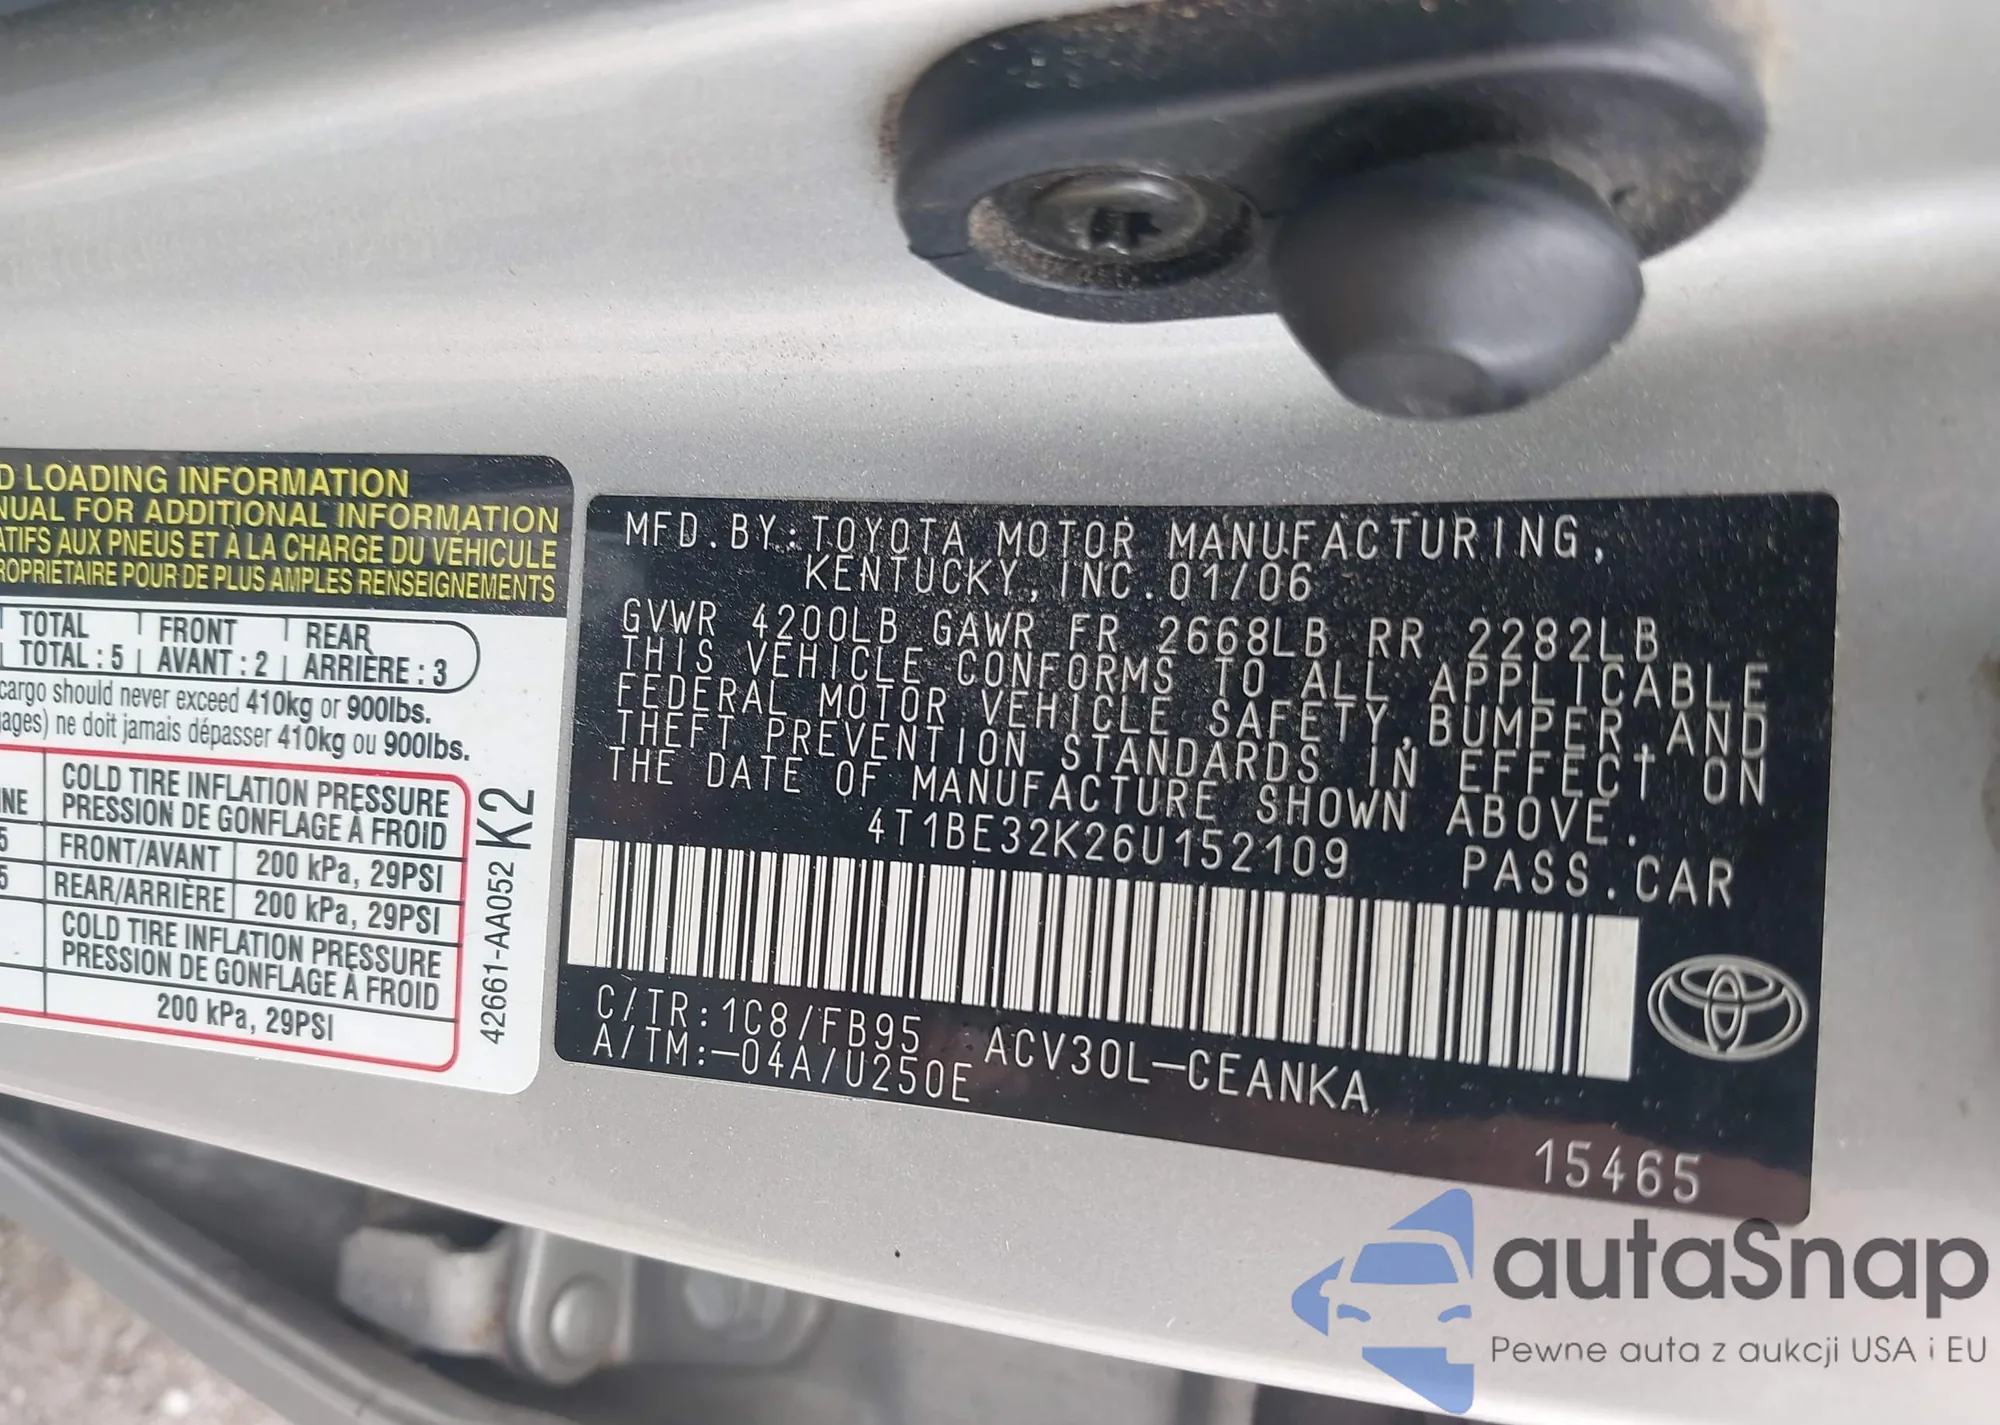 D LOADING INFORMATION
NUAL FOR ADDITIONAL INFORMATION
ATIFS AUX PNEUS ET À LA CHARGE DU VÉHICULE
ROPRIETAIRE POUR DE PLUS AMPLES RENSEIGNEMENTS
TOTAL FRONT REAR
TOTAL : 5 AVANT : 2 ARRIÈRE : 3
cargo should never exceed 410kg or 900lbs.
gages) ne doit jamais dépasser 410kg ou 900lbs.
COLD TIRE INFLATION PRESSURE
PRESSION DE GONFLAGE À FROID
FRONT/AVANT 200 kPa, 29PSI
REAR/ARRIÈRE 200 kPa, 29PSI
COLD TIRE INFLATION PRESSURE
PRESSION DE GONFLAGE À FROID
200 kPa, 29PSI
42661-AA052 K2
MFD. BY: TOYOTA MOTOR MANUFACTURING,
KENTUCKY, INC. 01/06
GVWR 4200LB GAWR FR 2668LB RR 2282LB
THIS VEHICLE CONFORMS TO ALL APPLICABLE
FEDERAL MOTOR VEHICLE SAFETY, BUMPER, AND
THEFT PREVENTION STANDARDS IN EFFECT ON
THE DATE OF MANUFACTURE SHOWN ABOVE.
4T1BE32K26U152109 PASS. CAR
C/TR: 1C8/FB95 ACV30L-CEANKA
A/TM:-04A/U250E
15465
autaSnap
Pewne auta z aukcji USA i EU